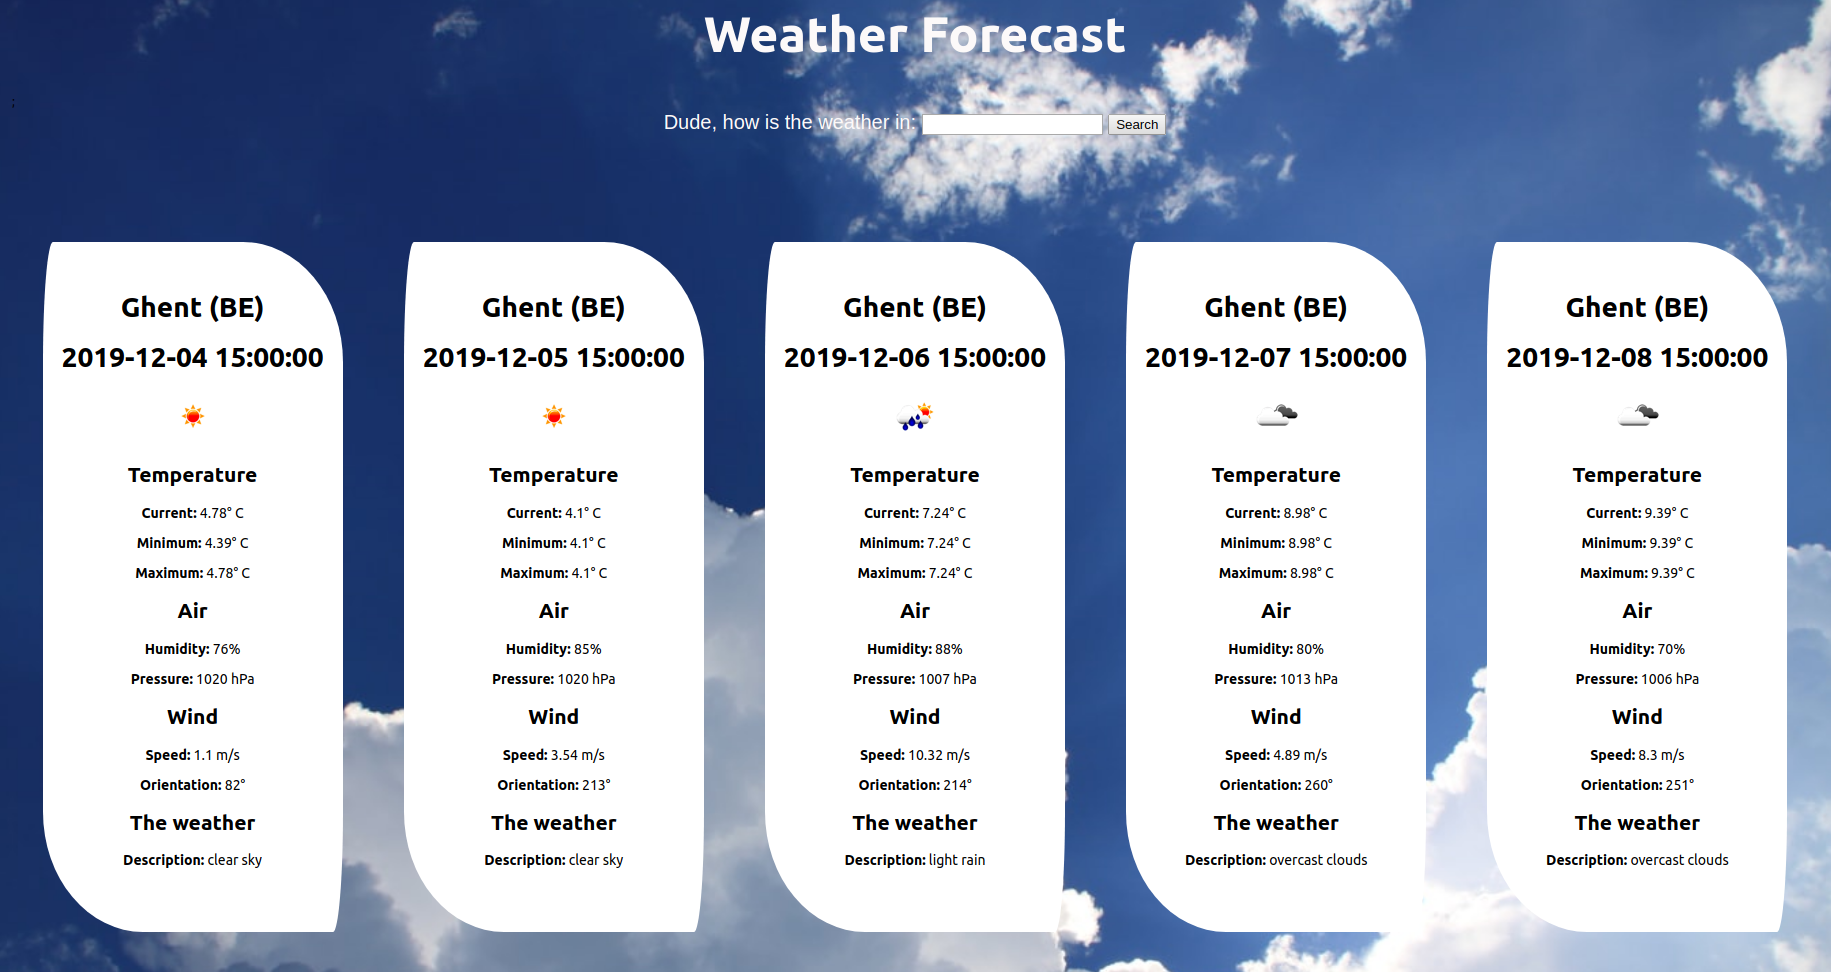 Weather Forecast
;
Dude, how is the weather in: Search
Ghent (BE)
2019-12-04 15:00:00
Temperature
Current: 4.78° C
Minimum: 4.39° C
Maximum: 4.78° C
Air
Humidity: 76%
Pressure: 1020 hPa
Wind
Speed: 1.1 m/s
Orientation: 82°
The weather
Description: clear sky
Ghent (BE)
2019-12-05 15:00:00
Temperature
Current: 4.1° C
Minimum: 4.1° C
Maximum: 4.1° C
Air
Humidity: 85%
Pressure: 1020 hPa
Wind
Speed: 3.54 m/s
Orientation: 213°
The weather
Description: clear sky
Ghent (BE)
2019-12-06 15:00:00
Temperature
Current: 7.24° C
Minimum: 7.24° C
Maximum: 7.24° C
Air
Humidity: 88%
Pressure: 1007 hPa
Wind
Speed: 10.32 m/s
Orientation: 214°
The weather
Description: light rain
Ghent (BE)
2019-12-07 15:00:00
Temperature
Current: 8.98° C
Minimum: 8.98° C
Maximum: 8.98° C
Air
Humidity: 80%
Pressure: 1013 hPa
Wind
Speed: 4.89 m/s
Orientation: 260°
The weather
Description: overcast clouds
Ghent (BE)
2019-12-08 15:00:00
Temperature
Current: 9.39° C
Minimum: 9.39° C
Maximum: 9.39° C
Air
Humidity: 70%
Pressure: 1006 hPa
Wind
Speed: 8.3 m/s
Orientation: 251°
The weather
Description: overcast clouds